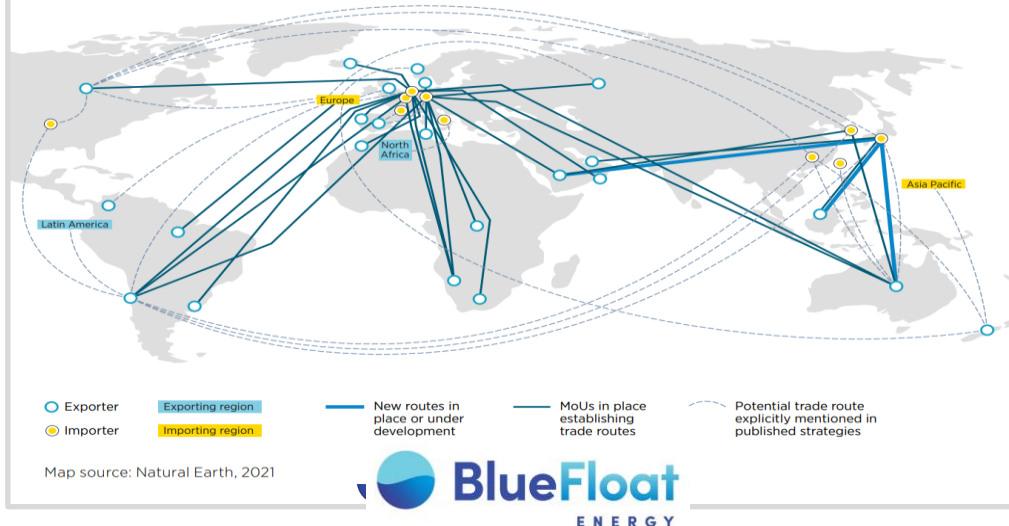 Europe
North
Africa
Asia Pacific
Latin America
Exporter
Exporting region
New routes in
place or under
development
MoUs in place
establishing
trade routes
Potential trade route
explicitly mentioned in
published strategies
Importer
Importing region
Map source: Natural Earth, 2021
BlueFloat
ENERGY